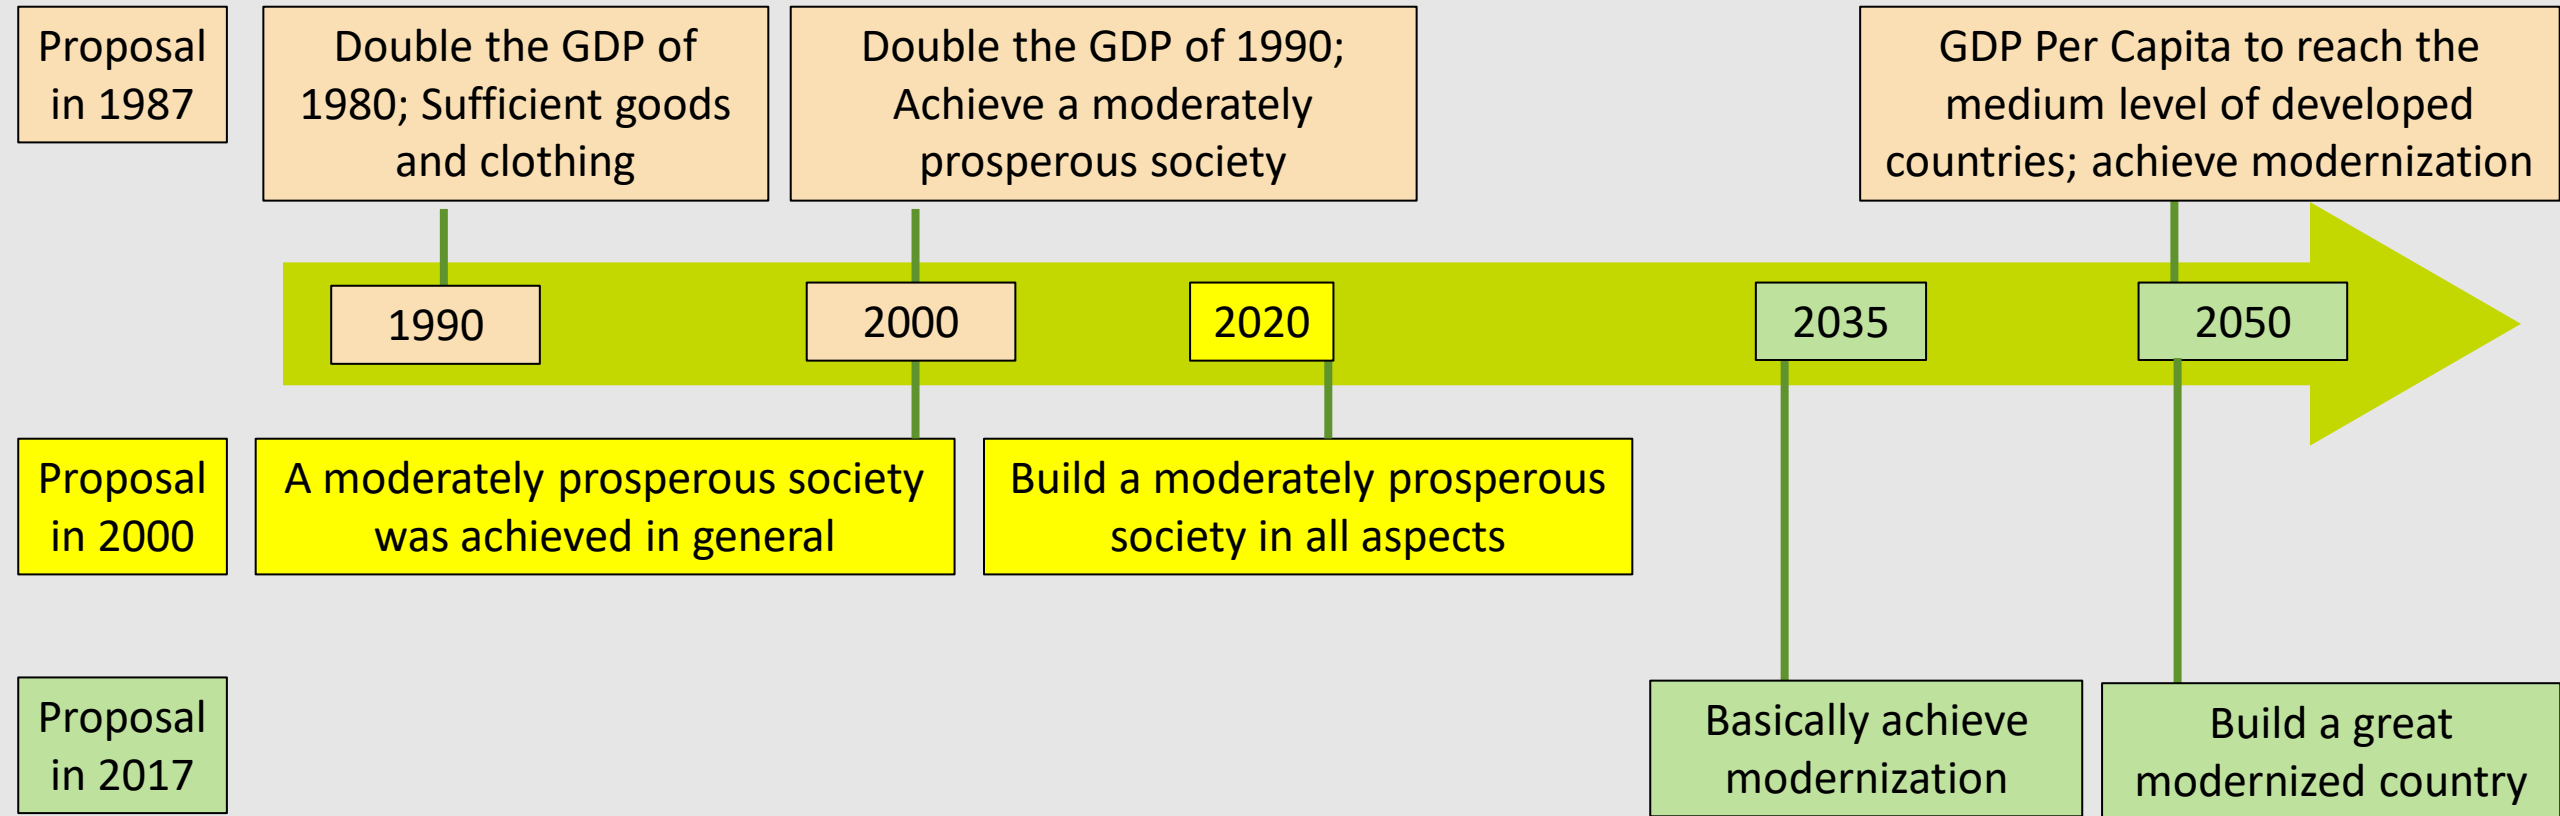 Proposal
in 1987
Double the GDP of
1980; Sufficient goods
and clothing
Double the GDP of 1990;
Achieve a moderately
prosperous society
GDP Per Capita to reach the
medium level of developed
countries; achieve modernization
1990
2000
2020
2035
2050
Proposal
in 2000
A moderately prosperous society
was achieved in general
Build a moderately prosperous
society in all aspects
Proposal
in 2017
Basically achieve
modernization
Build a great
modernized country